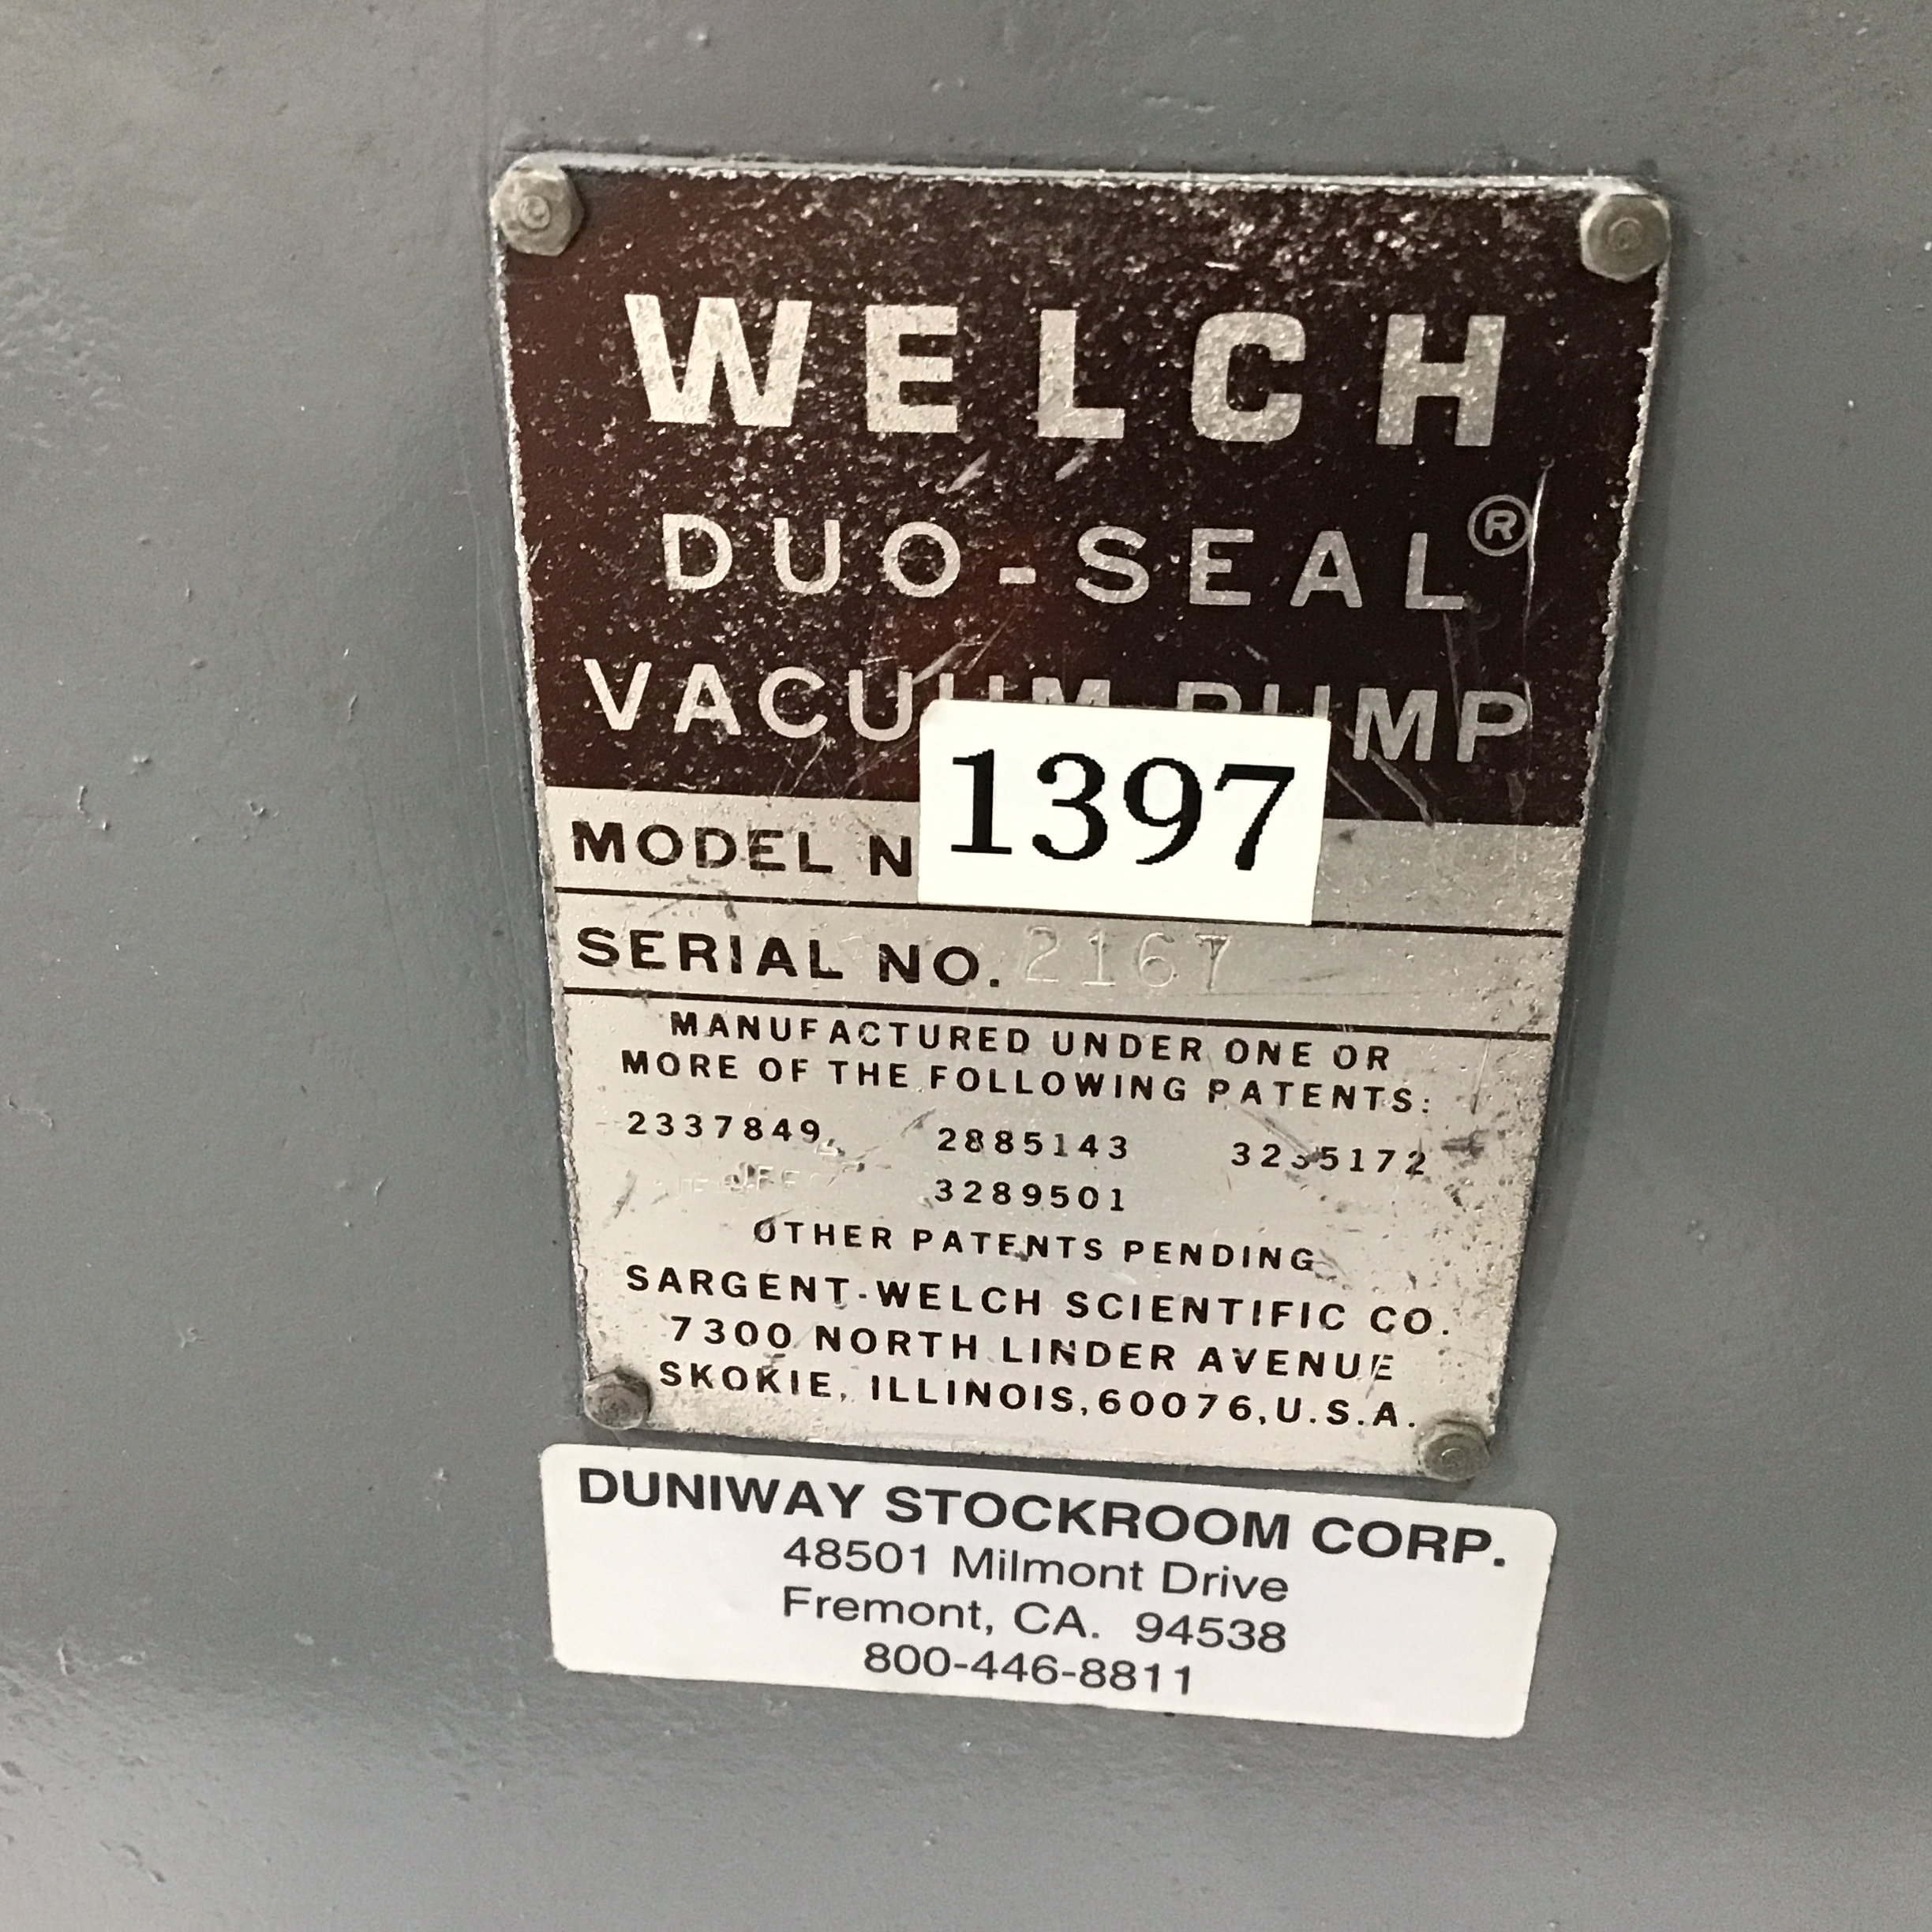 WELCH
DUO-SEAL®
VACUUM PUMP
MODEL N 1397
SERIAL NO. 2167
MANUFACTURED UNDER ONE OR
MORE OF THE FOLLOWING PATENTS:
2337849, 2885143
3289501
OTHER PATENTS PENDING
SARGENT-WELCH SCIENTIFIC CO.
7300 NORTH LINDER AVENUE
SKOKIE, ILLINOIS, 60076, U.S.A.
DUNIWAY STOCKROOM CORP.
48501 Milmont Drive
Fremont, CA. 94538
800-446-8811